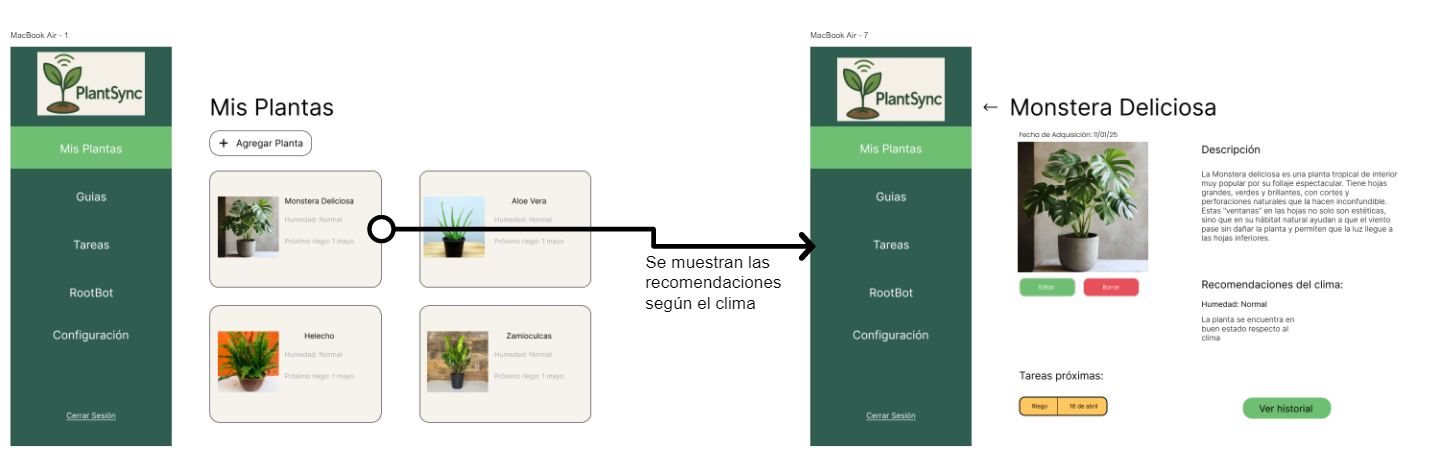 MacBook Air - 1
PlantSync
Mis Plantas
Guias
Tareas
RootBot
Configuración
Cerrar Sesión
Mis Plantas
+ Agregar Planta
Monstera Deliciosa
Humedad: Normal
Próximo riego: 1 mayo
Aloe Vera
Humedad: Normal
Próximo riego: 1 mayo
Helecho
Humedad: Normal
Próximo riego: 1 mayo
Zamioculcas
Humedad: Normal
Próximo riego: 1 mayo
Se muestran las
recomendaciones
según el clima
MacBook Air - 7
PlantSync
Mis Plantas
Guias
Tareas
RootBot
Configuración
Cerrar Sesión
← Monstera Deliciosa
Fecha de Adquisición: 11/01/25
Editar
Borrar
Descripción
La Monstera deliciosa es una planta tropical de interior
muy popular por su follaje espectacular. Tiene hojas
grandes, verdes y brillantes, con cortes y
perforaciones naturales que la hacen inconfundible.
Estas "ventanas" en las hojas no solo son estéticas,
sino que en su hábitat natural ayudan a que el viento
pase sin dañar la planta y permiten que la luz llegue a
las hojas inferiores.
Recomendaciones del clima:
Humedad: Normal
La planta se encuentra en
buen estado respecto al
clima
Tareas próximas:
Riego
16 de abril
Ver historial